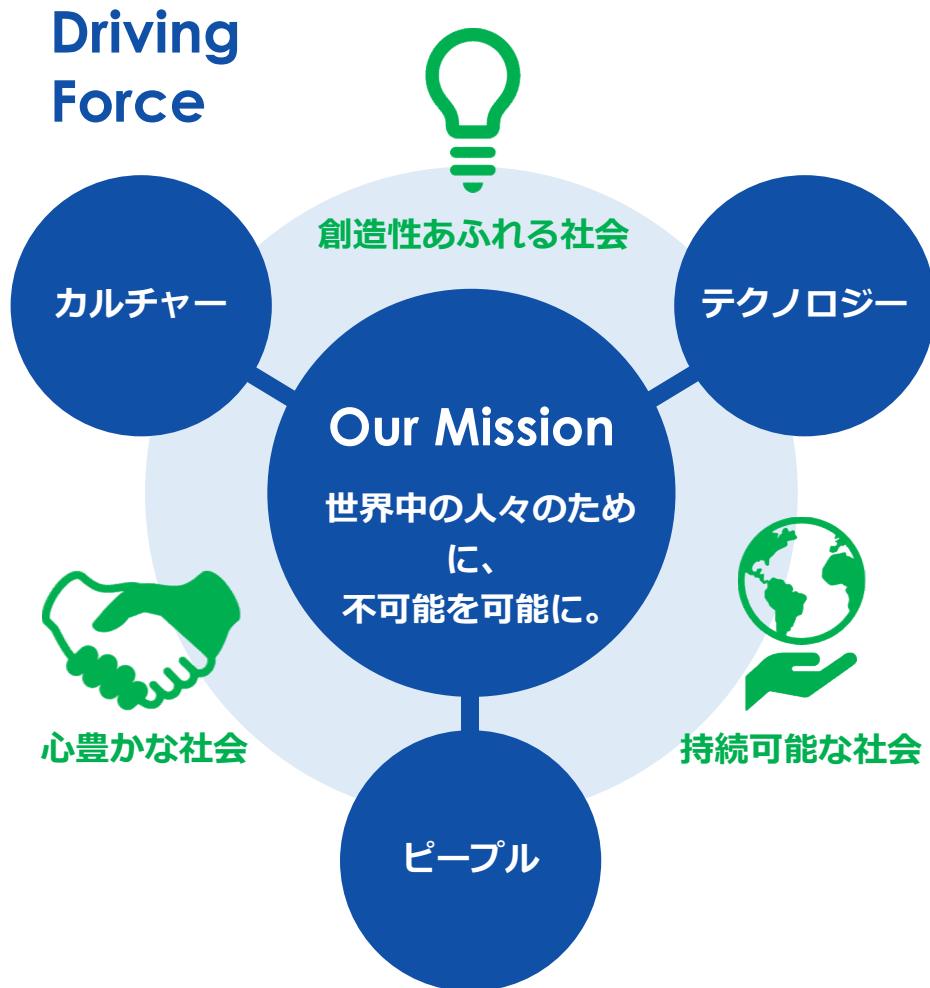 Driving
Force
創造性あふれる社会
カルチャー
テクノロジー
Our Mission
世界中の人々のため
に、
不可能を可能に。
心豊かな社会
持続可能な社会
ピープル